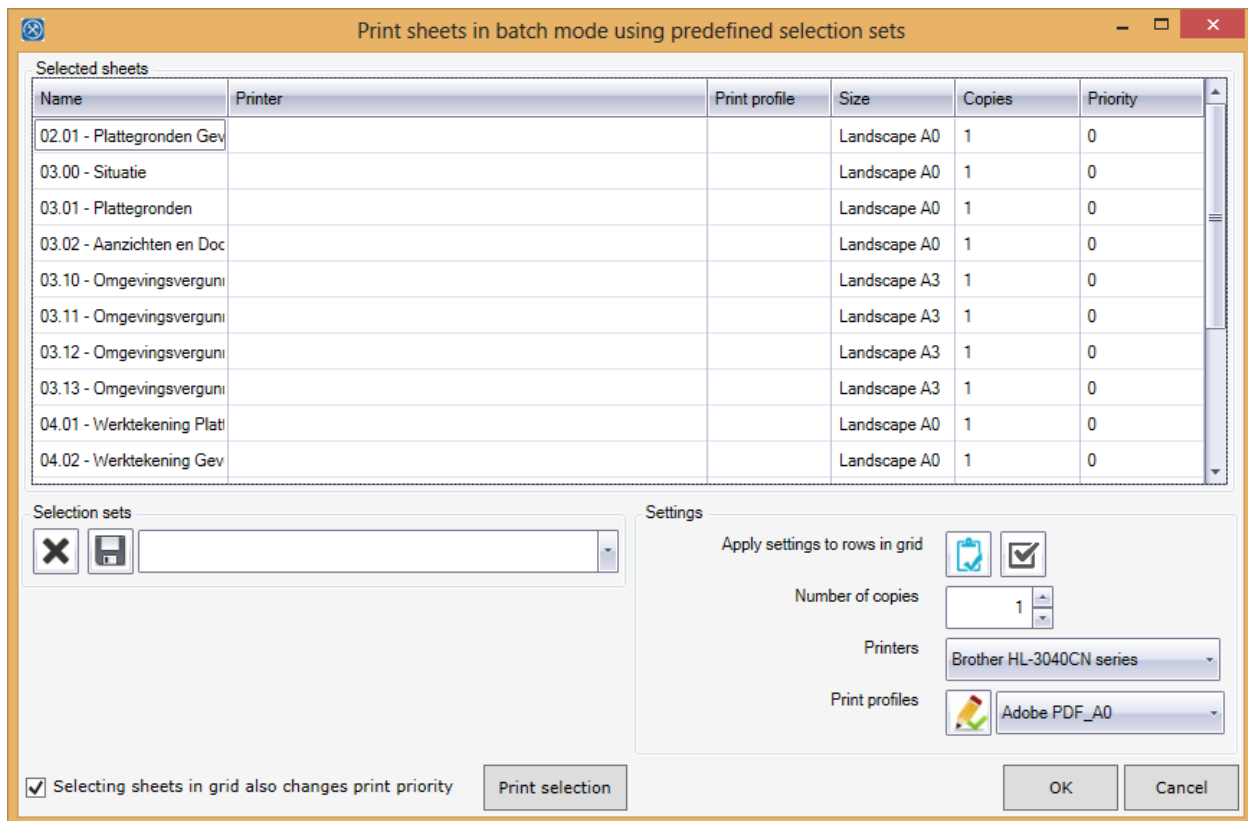 Print sheets in batch mode using predefined selection sets
Selected sheets
Name Printer Print profile Size Copies Priority
02.01 - Plattegronden Gev Landscape A0 1 0
03.00 - Situatie Landscape A0 1 0
03.01 - Plattegronden Landscape A0 1 0
03.02 - Aanzichten en Doc Landscape A0 1 0
03.10 - Omgevingsvergunn Landscape A3 1 0
03.11 - Omgevingsvergunn Landscape A3 1 0
03.12 - Omgevingsvergunn Landscape A3 1 0
03.13 - Omgevingsvergunn Landscape A3 1 0
04.01 - Werktekening Platt Landscape A0 1 0
04.02 - Werktekening Gev Landscape A0 1 0
Selection sets
Settings
Apply settings to rows in grid
Number of copies 1
Printers Brother HL-3040CN series
Print profiles Adobe PDF_A0
Selecting sheets in grid also changes print priority Print selection OK Cancel